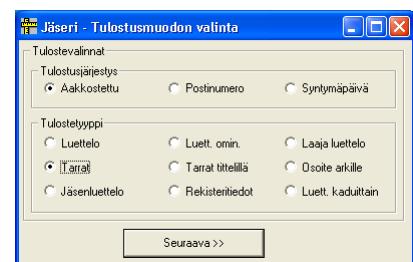 Jäseri - Tulostusmuodon valinta
Tulostevalinnat
Tulostusjärjestys
Aakkostettu Postinumero Syntymäpäivä
Tulostetyyppi
Luettelo Luett. omin. Laaja luettelo
Tarrat Tarrat tittelillä Osoite arkille
Jäsenluettelo Rekisteritiedot Luett. kaduittain
Seuraava >>